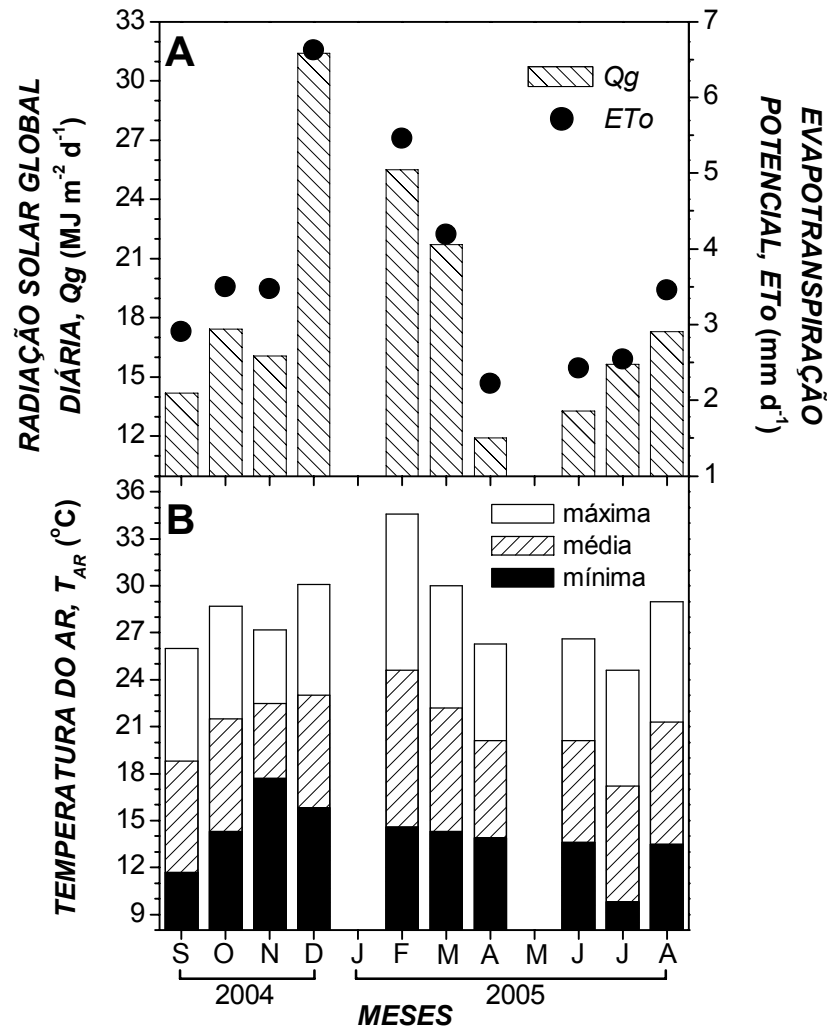 A
Qg
ETo
RADIAÇÃO SOLAR GLOBAL
DIÁRIA, Qg (MJ m⁻² d⁻¹)
33
30
27
24
21
18
15
12
7
6
5
4
3
2
1
EVAPOTRANSPIRAÇÃO
POTENCIAL, ETo (mm d⁻¹)
B
máxima
média
mínima
TEMPERATURA DO AR, T_AR (°C)
36
33
30
27
24
21
18
15
12
9
S O N D J F M A M J J A
2004 2005
MESES